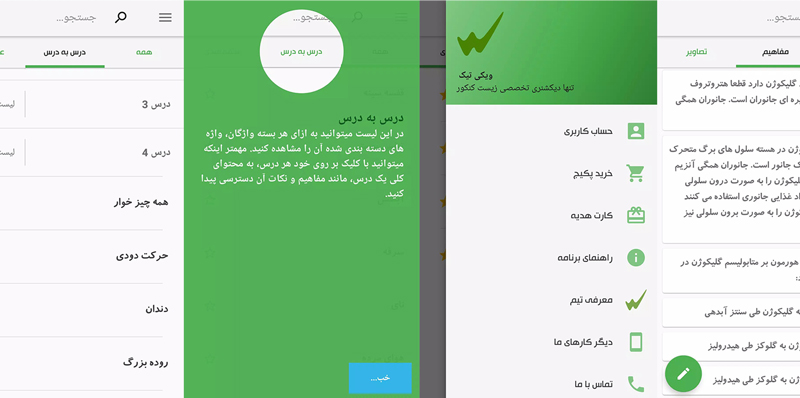 جستجو...
همه
درس به درس
درس 3
لیست
درس 4
لیست
همه چیز خوار
حرکت دودی
دندان
روده بزرگ
جستجو...
درس به درس
درس به درس
در این لیست میتوانید به ازای هر بسته واژگان، واژه
های دسته بندی شده آن را مشاهده کنید. مهمتر اینکه
میتوانید با کلیک بر روی خود هر درس، به محتوای
کلی یک درس، مانند مفاهیم و نکات آن دسترسی پیدا
کنید.
خب...
ویکی تیک
تنها دیکشنری تخصصی زیست کنکور
حساب کاربری
خرید پکیج
کارت هدیه
راهنمای برنامه
معرفی تیم
دیگر کارهای ما
تماس با ما
جستجو...
مفاهیم
تصاویر
گلیکوژن دارد قطعا هتروتروف
ره ای جانوران است. جانوران همگی
وژن در هسته سلول های برگ متحرک
ک جانور است. جانوران همگی آنزیم
گلیکوژن را به صورت درون سلولی
اد غذایی جانوری استفاده می کنند
وژن را به صورت برون سلولی نیز
هورمون بر متابولیسم گلیکوژن در
به گلیکوژن طی سنتز آبدهی
وژن به گلوکز طی هیدرولیز
وژن به گلیکوژن طی هیدولیز